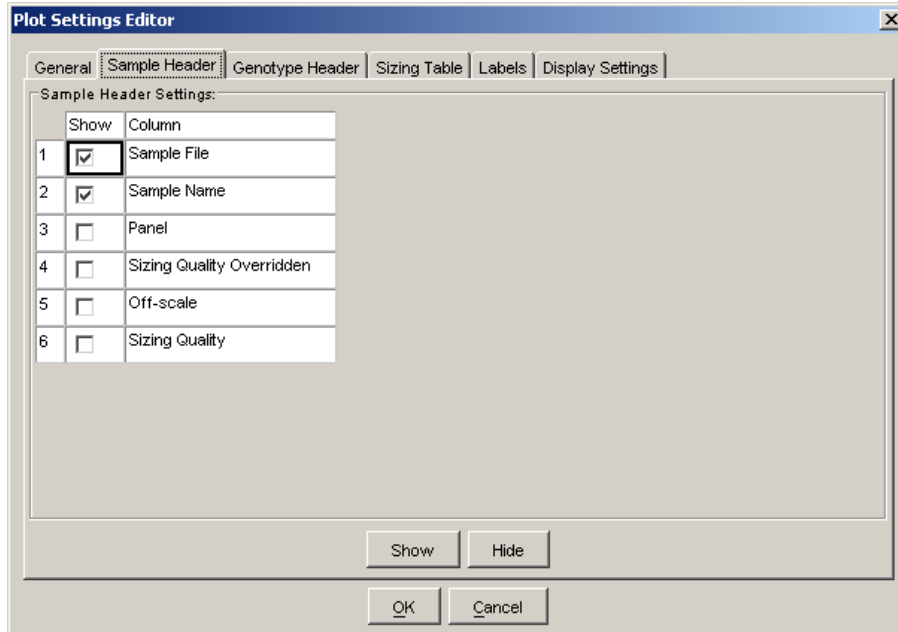 Plot Settings Editor
General Sample Header Genotype Header Sizing Table Labels Display Settings
Sample Header Settings:
Show Column
1 Sample File
2 Sample Name
3 Panel
4 Sizing Quality Overridden
5 Off-scale
6 Sizing Quality
Show Hide
OK Cancel